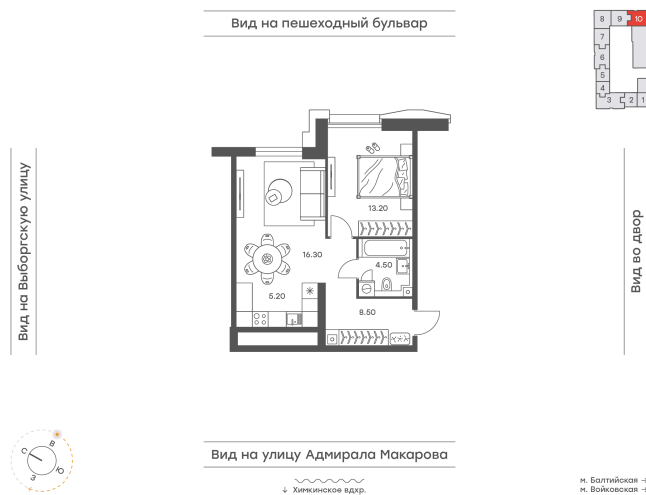 Вид на пешеходный бульвар
8 9 10
7
6
5
4
3 2 1
Вид на Выборгскую улицу
Вид во двор
13.20
16.30
4.50
5.20
8.50
Вид на улицу Адмирала Макарова
С В
З Ю
↓ Химкинское вдхр.
м. Балтийская
м. Войковская